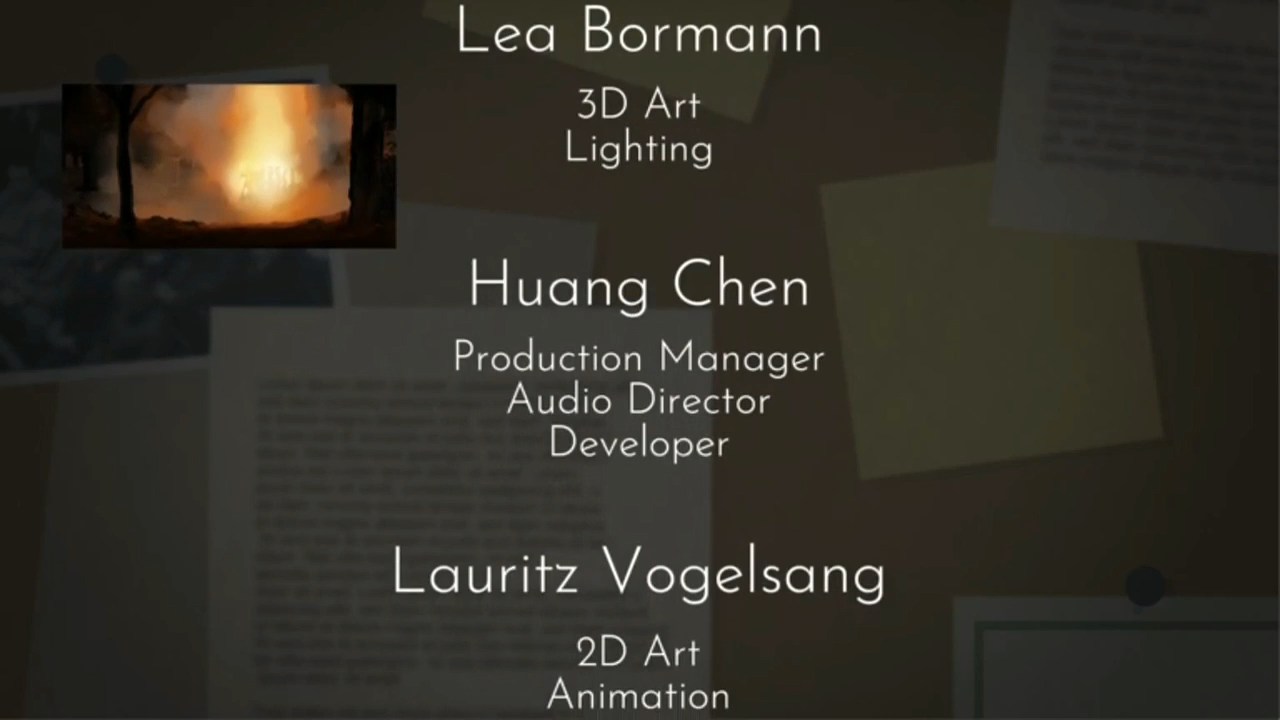 Lea Bormann
3D Art
Lighting
Huang Chen
Production Manager
Audio Director
Developer
Lauritz Vogelsang
2D Art
Animation